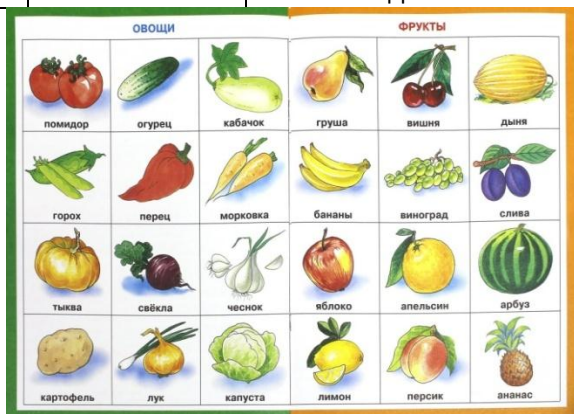 ОВОЩИ
ФРУКТЫ
помидор
огурец
кабачок
груша
вишня
дыня
горох
перец
морковка
бананы
виноград
слива
тыква
свёкла
чеснок
яблоко
апельсин
арбуз
картофель
лук
капуста
лимон
персик
ананас